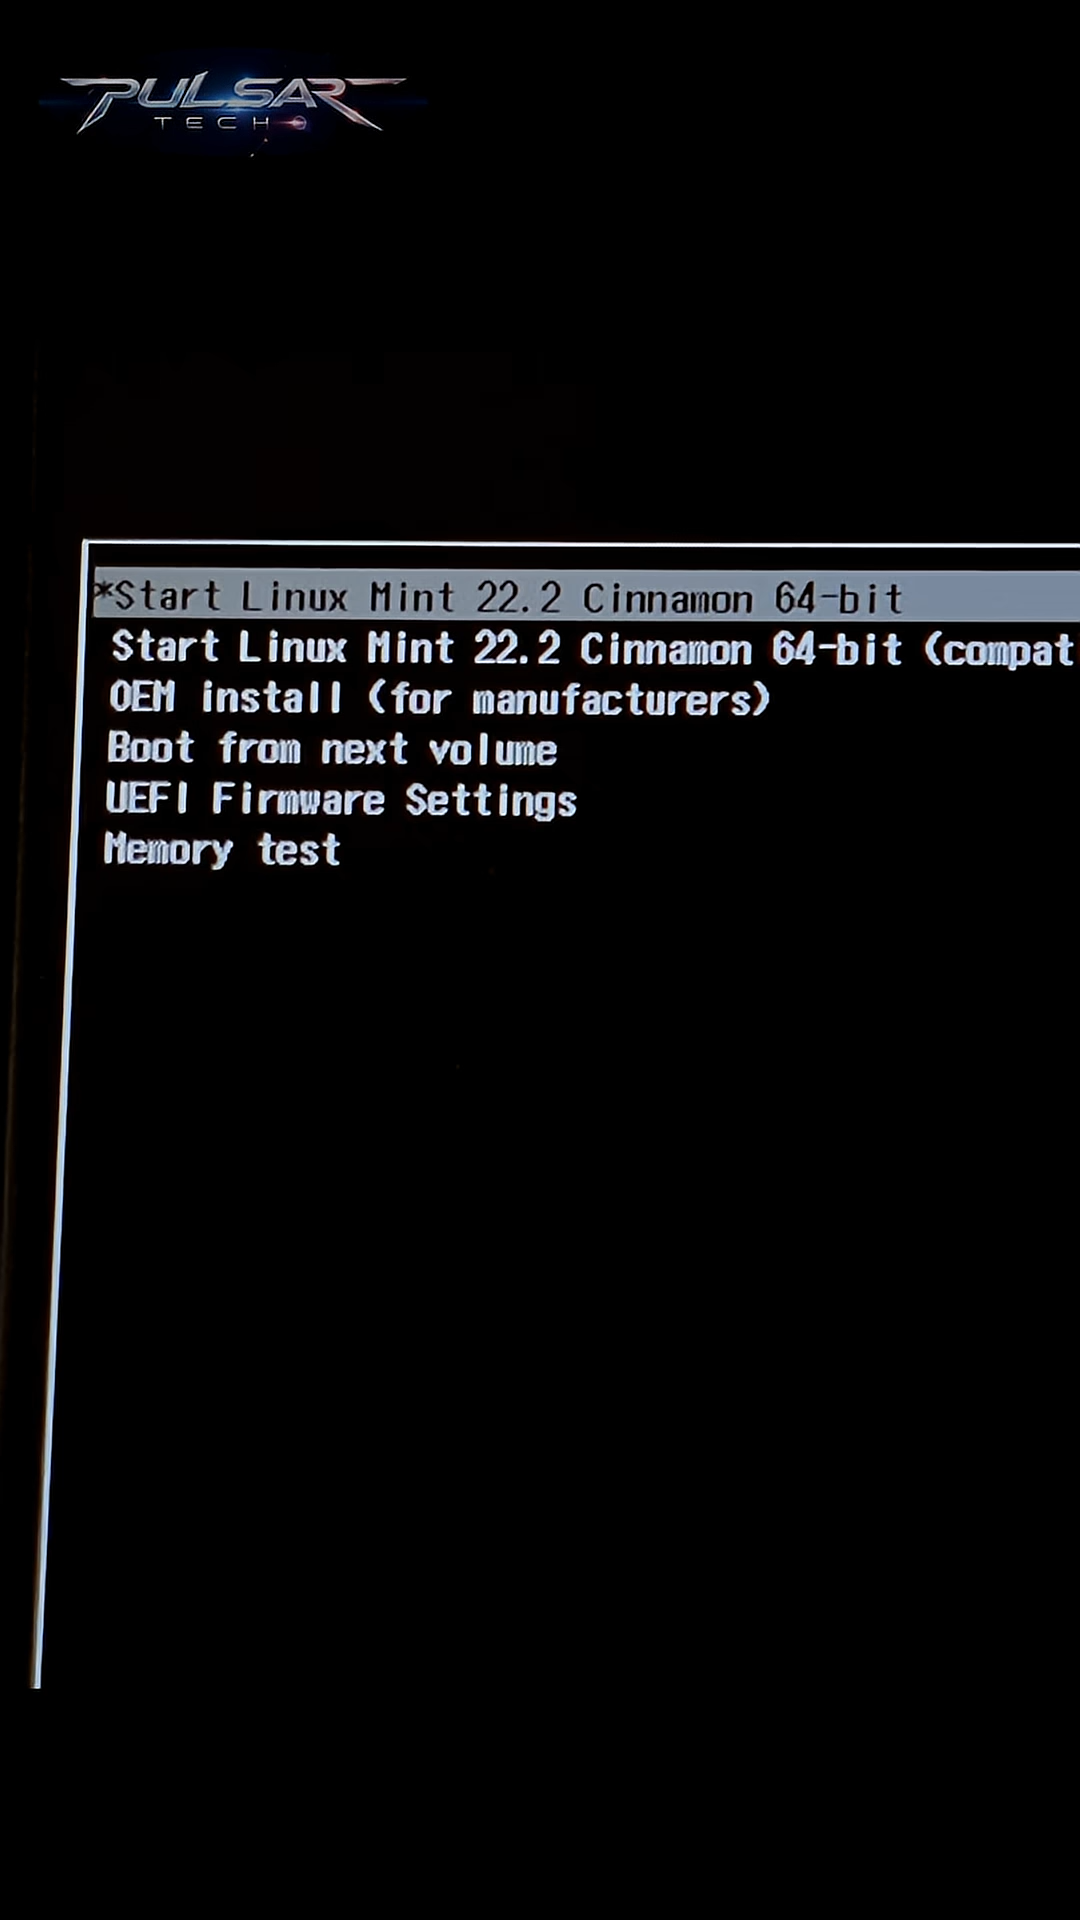 PULSAR
TECH
*Start Linux Mint 22.2 Cinnamon 64-bit
Start Linux Mint 22.2 Cinnamon 64-bit (compat
OEM install (for manufacturers)
Boot from next volume
UEFI Firmware Settings
Memory test